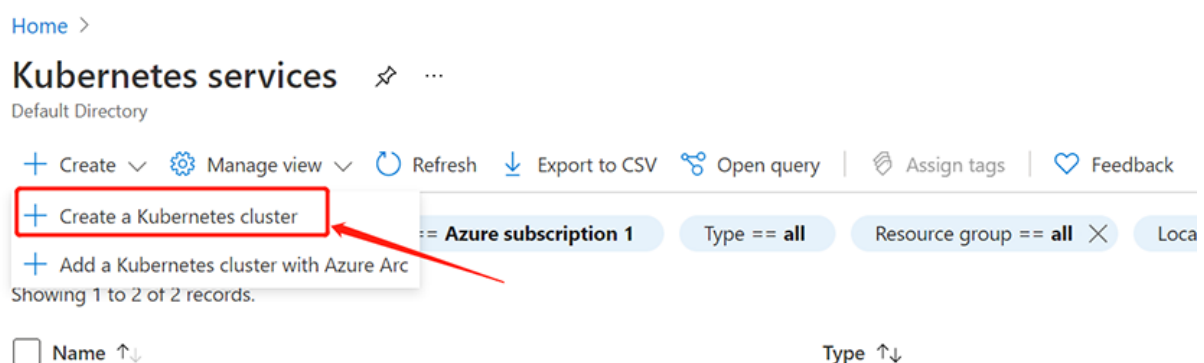 Home >
Kubernetes services ...
Default Directory
+ Create Manage view Refresh Export to CSV Open query Assign tags Feedback
+ Create a Kubernetes cluster
== Azure subscription 1 Type == all Resource group == all × Loca
+ Add a Kubernetes cluster with Azure Arc
Showing 1 to 2 of 2 records.
Name ↑↓ Type ↑↓